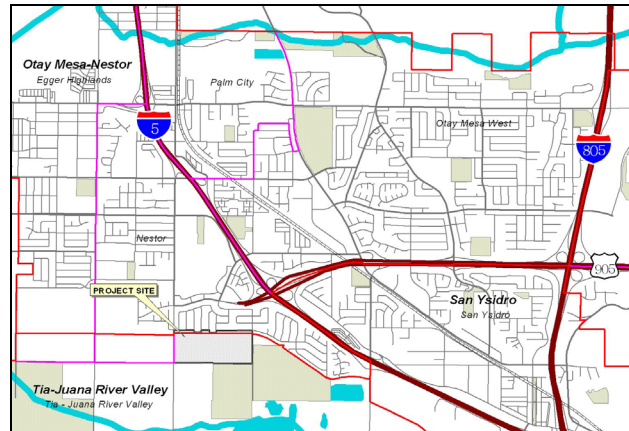 Otay Mesa-Nestor
Egger Highlands
Palm City
5
Otay Mesa West
805
Nestor
905
PROJECT SITE
San Ysidro
San Ysidro
Tia-Juana River Valley
Tia - Juana River Valley